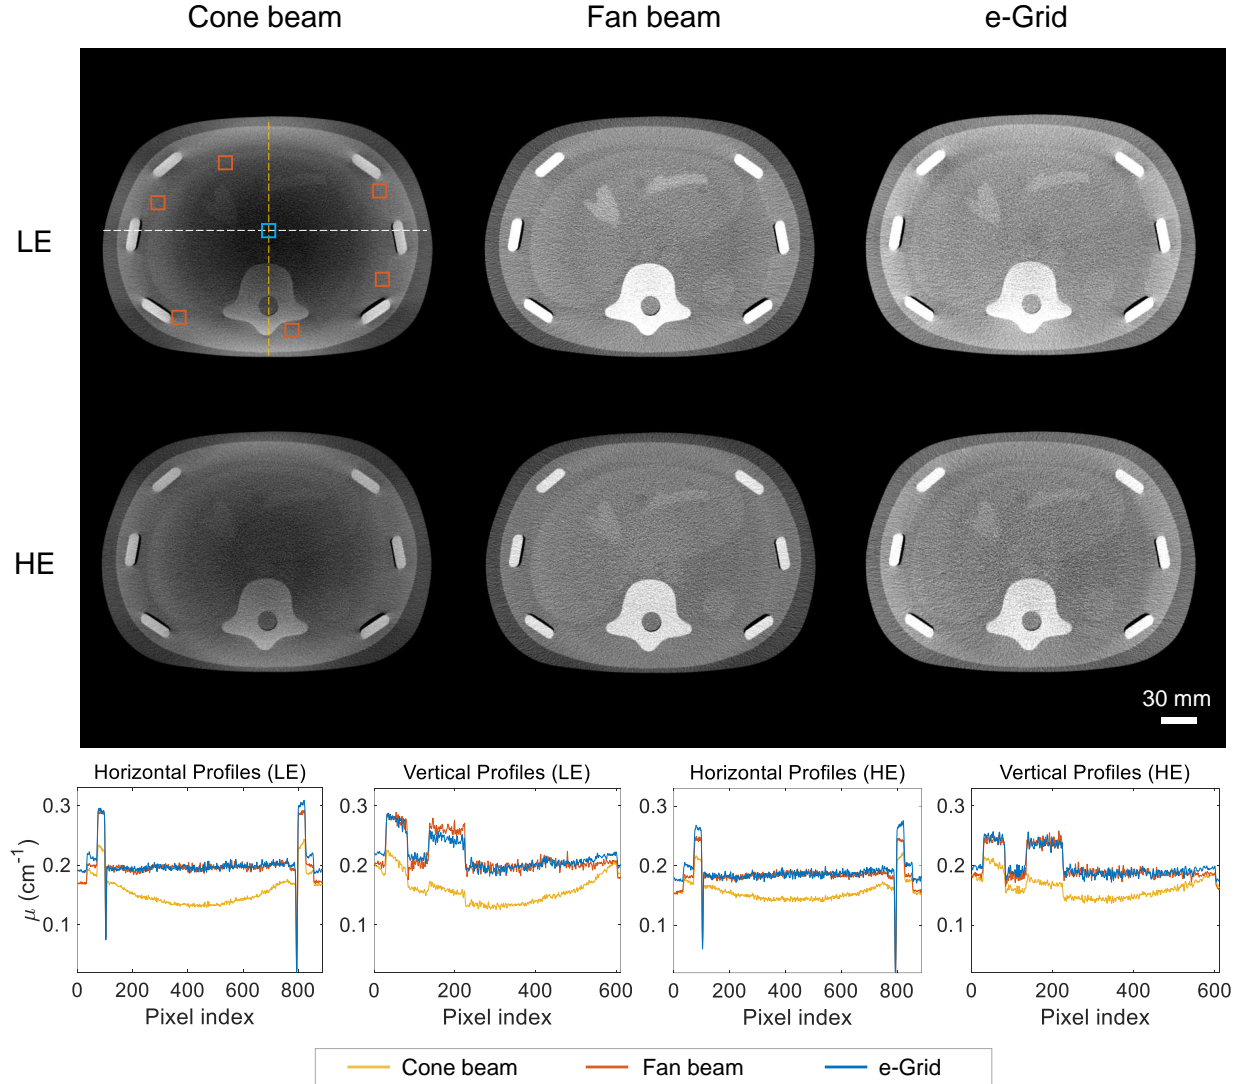 Cone beam Fan beam e-Grid
LE
HE
30 mm
Horizontal Profiles (LE) Vertical Profiles (LE) Horizontal Profiles (HE) Vertical Profiles (HE)
0.3 0.3 0.3 0.3
0.2 0.2 0.2 0.2
0.1 0.1 0.1 0.1
μ (cm⁻¹)
0 200 400 600 800 0 200 400 600 0 200 400 600 800 0 200 400 600
Pixel index Pixel index Pixel index Pixel index
Cone beam Fan beam e-Grid